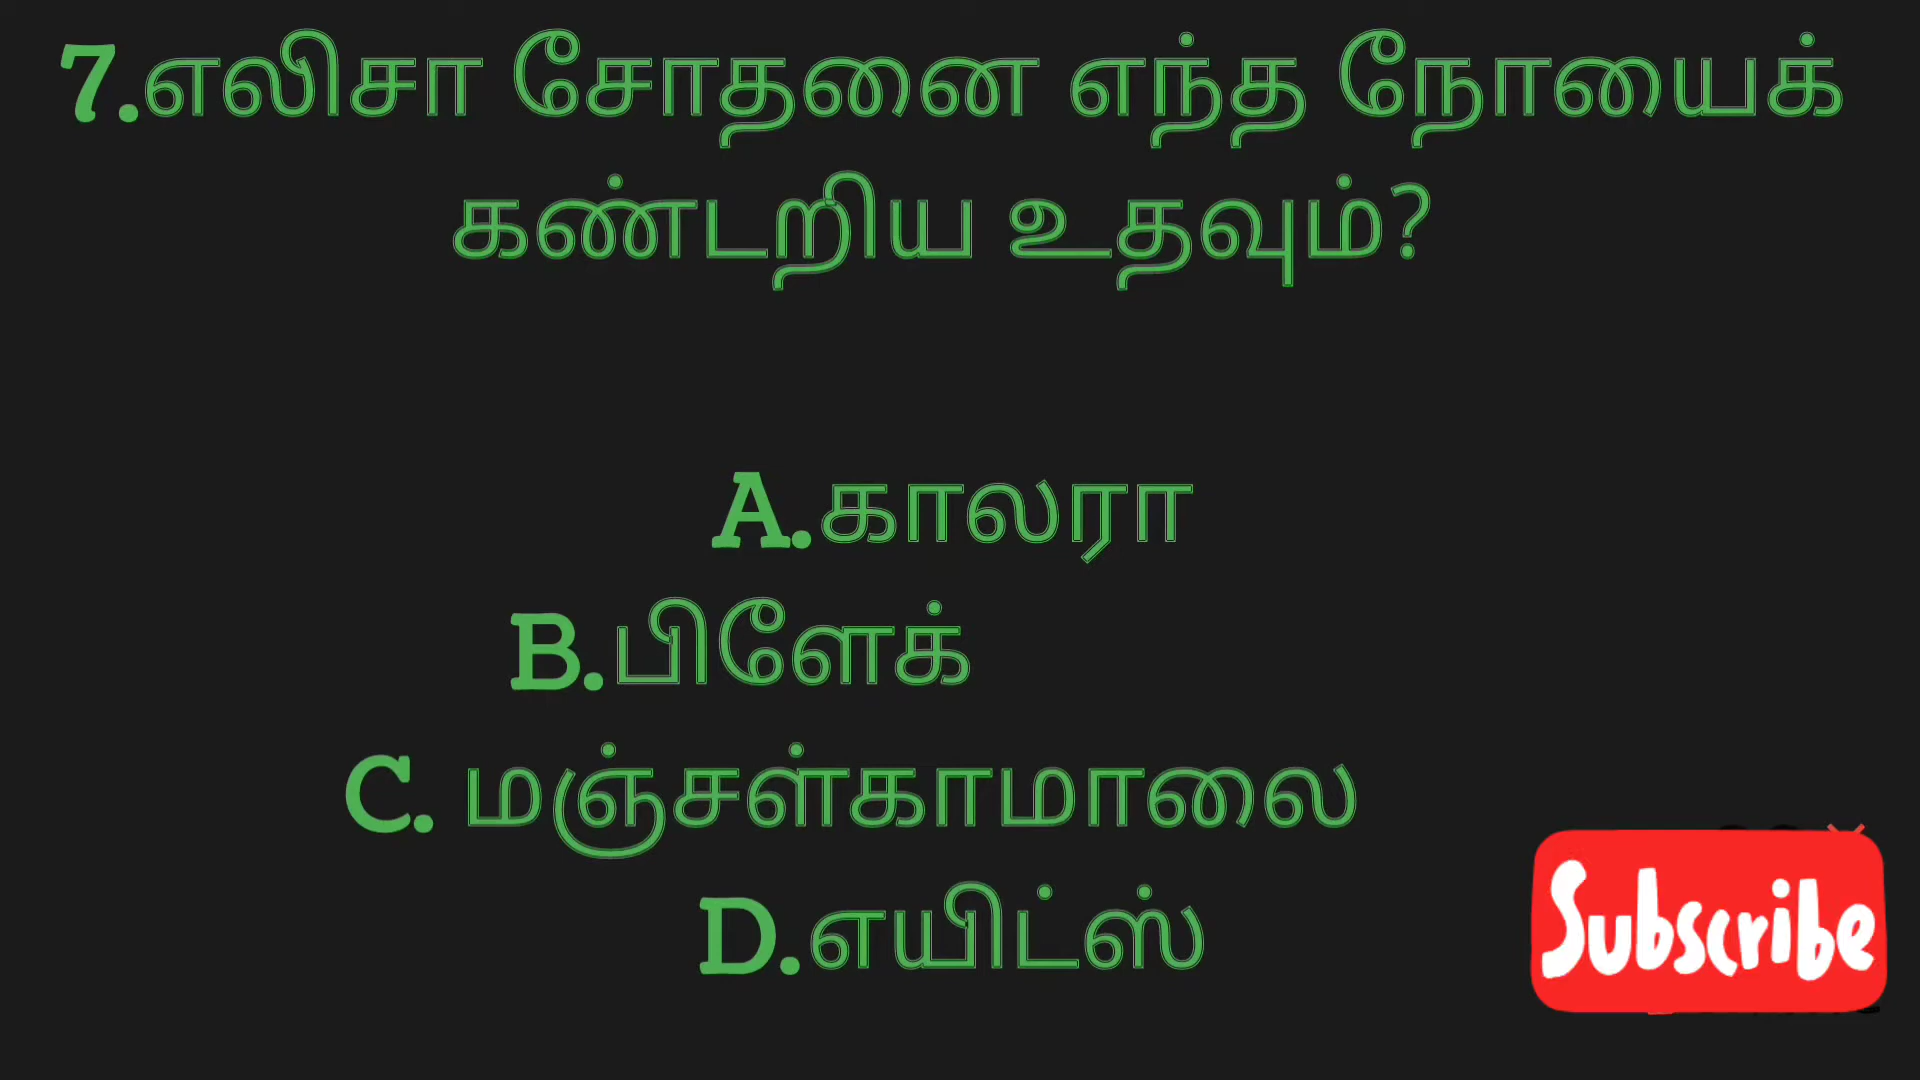 7.எலிசா சோதனை எந்த நோயைக்
கண்டறிய உதவும்?
A.காலரா
B.பிளேக்
C. மஞ்சள்காமாலை
D.எயிட்ஸ்
Subscribe